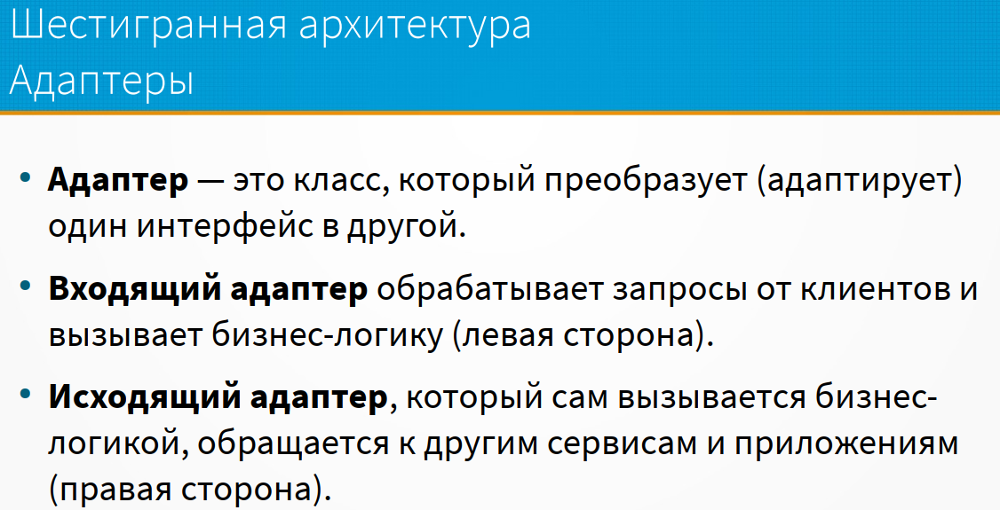 Шестигранная архитектура
Адаптеры
• Адаптер — это класс, который преобразует (адаптирует)
один интерфейс в другой.
• Входящий адаптер обрабатывает запросы от клиентов и
вызывает бизнес-логику (левая сторона).
• Исходящий адаптер, который сам вызывается бизнес-
логикой, обращается к другим сервисам и приложениям
(правая сторона).